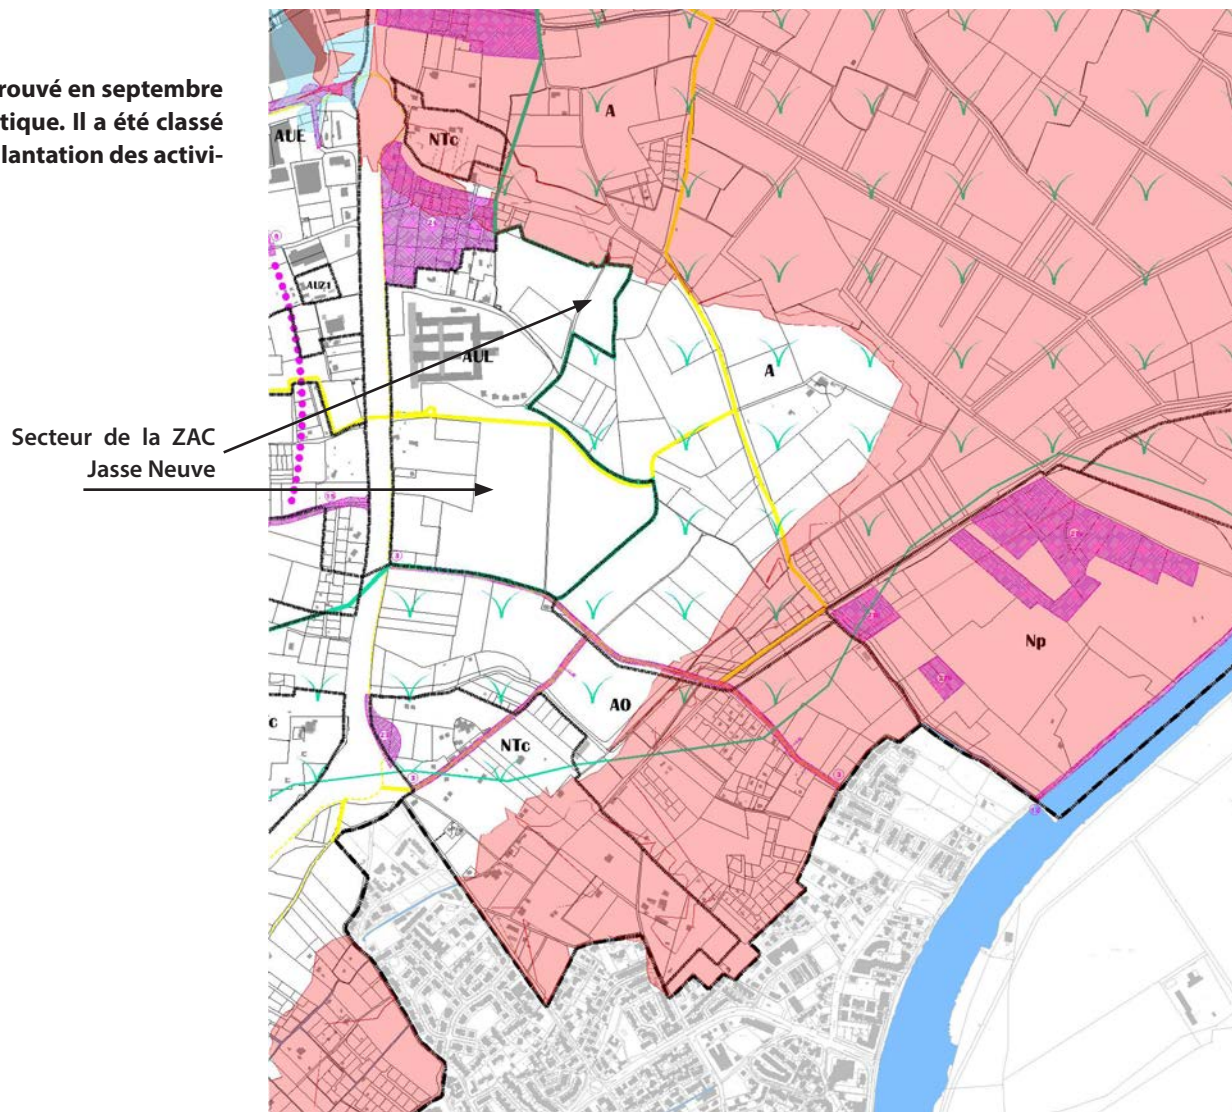 rouvé en septembre
tique. Il a été classé
lantation des activi-
A
AUE
NTc
AUZ1
AUL
A
Secteur de la ZAC
Jasse Neuve
Np
AO
NTc